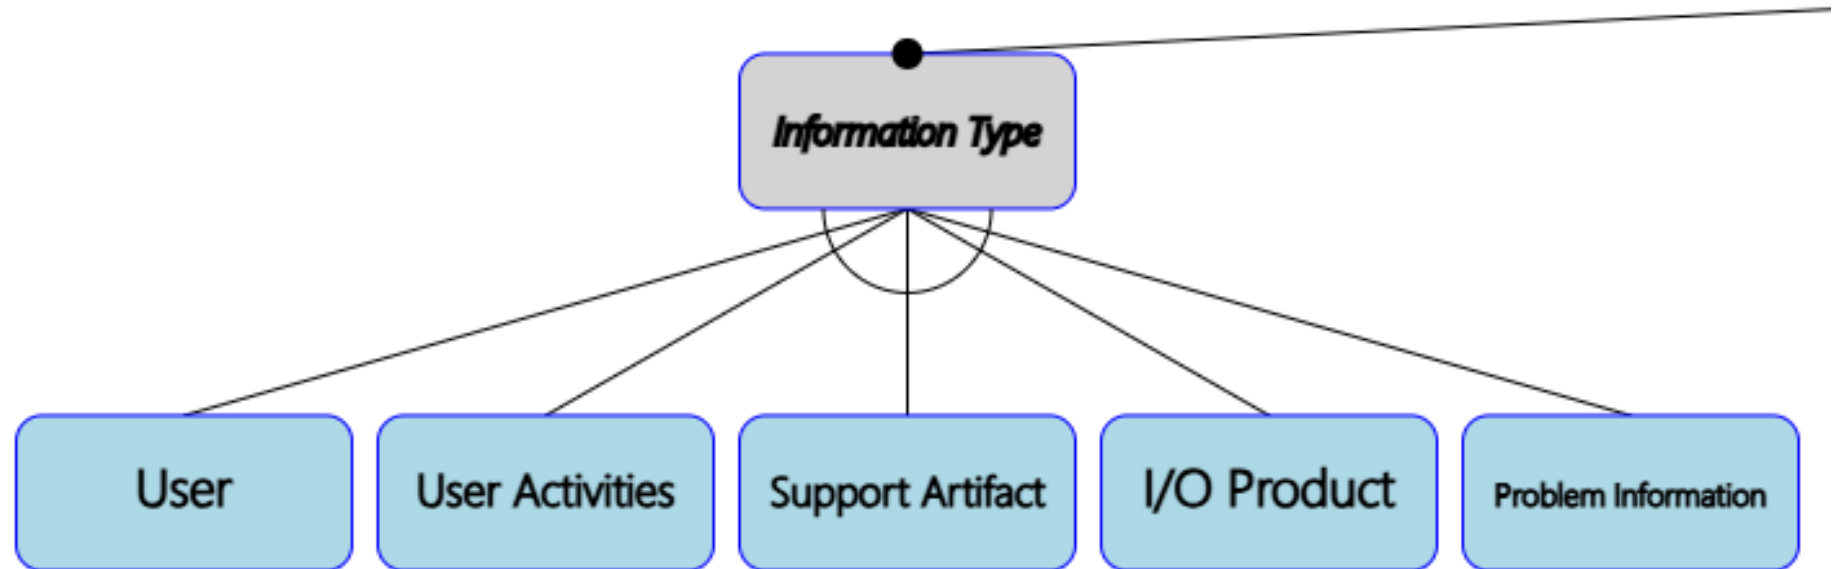 Information Type
User
User Activities
Support Artifact
I/O Product
Problem Information